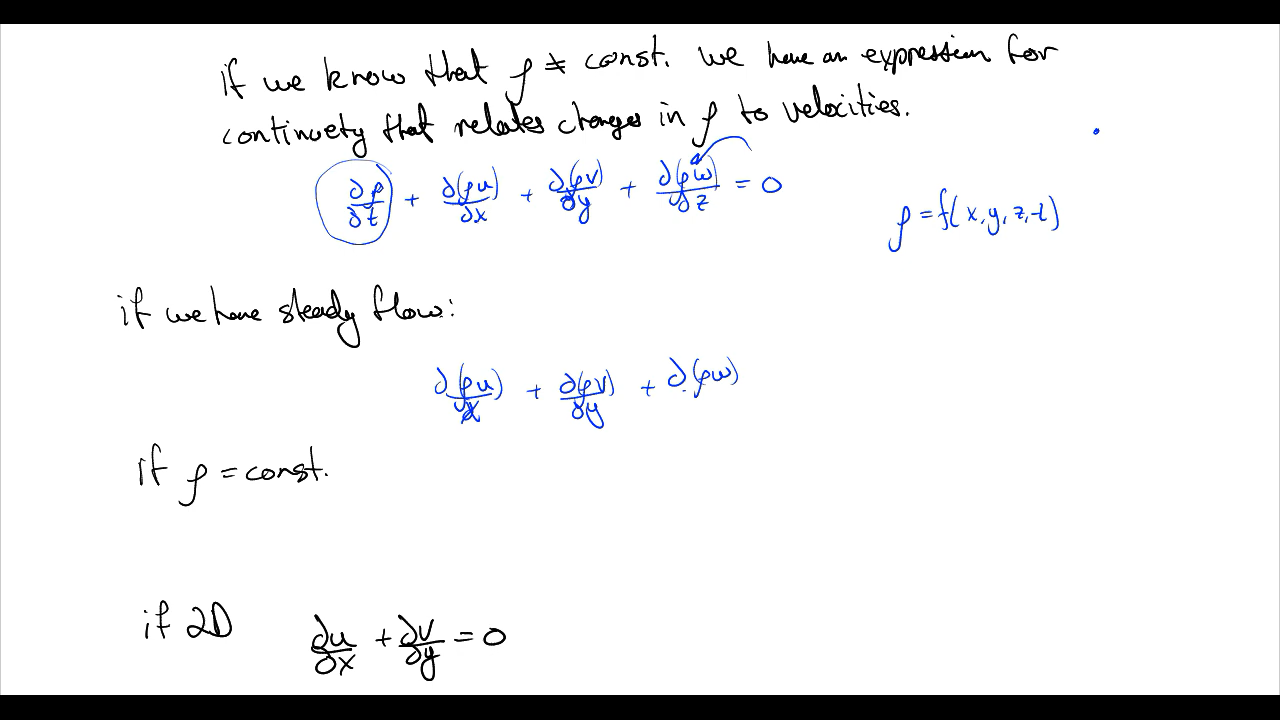 if we know that ρ ≠ const. we have an expression for
continuety that relates changes in ρ to velocities.
∂ρ/∂t + ∂(ρu)/∂x + ∂(ρv)/∂y + ∂(ρw)/∂z = 0
ρ = f(x, y, z, t)
if we have steady flow:
∂(ρu)/∂x + ∂(ρv)/∂y + ∂(ρw)
if ρ = const.
if 2D ∂u/∂x + ∂v/∂y = 0